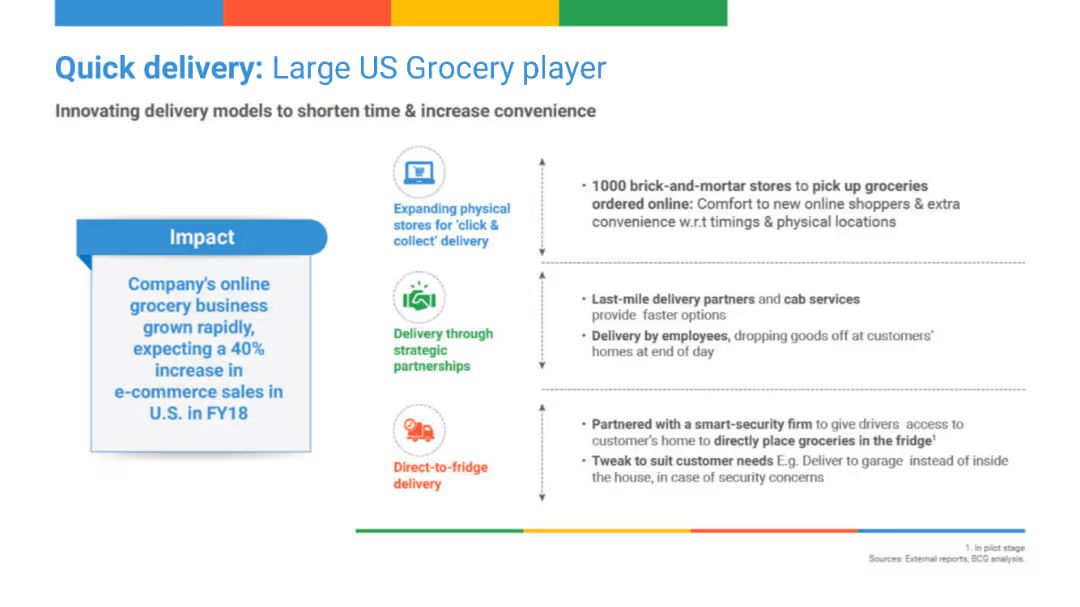 Quick delivery: Large US Grocery player
Innovating delivery models to shorten time & increase convenience
Impact
Company's online
grocery business
grown rapidly,
expecting a 40%
increase in
e-commerce sales in
U.S. in FY18
Expanding physical
stores for 'click &
collect' delivery
• 1000 brick-and-mortar stores to pick up groceries
ordered online: Comfort to new online shoppers & extra
convenience w.r.t timings & physical locations
Delivery through
strategic
partnerships
• Last-mile delivery partners and cab services
provide faster options
• Delivery by employees, dropping goods off at customers'
homes at end of day
Direct-to-fridge
delivery
• Partnered with a smart-security firm to give drivers access to
customer's home to directly place groceries in the fridge¹
• Tweak to suit customer needs E.g. Deliver to garage instead of inside
the house, in case of security concerns
1. In pilot stage
Sources: External reports, BCG analysis.